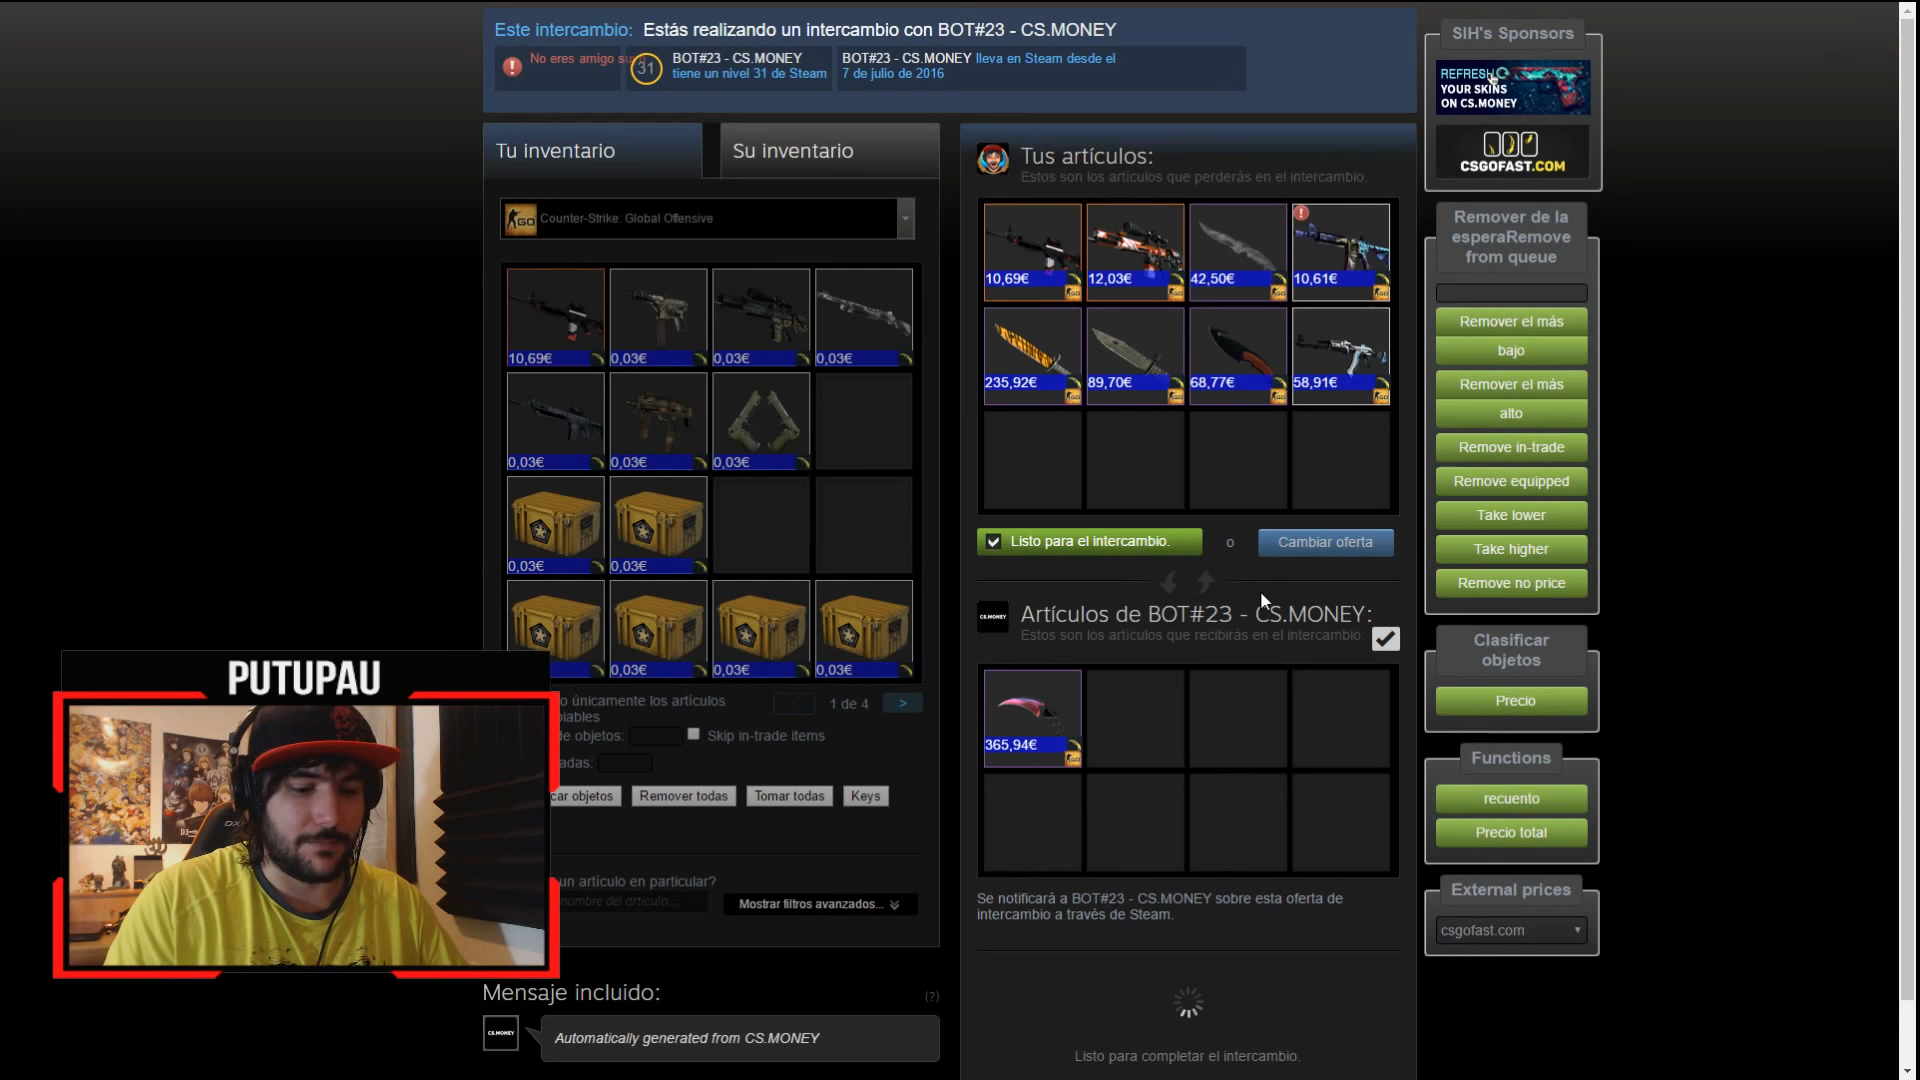 Este intercambio: Estás realizando un intercambio con BOT#23 - CS.MONEY
No eres amigo su
31
BOT#23 - CS.MONEY
tiene un nivel 31 de Steam
BOT#23 - CS.MONEY lleva en Steam desde el
7 de julio de 2016
Tu inventario
Su inventario
Counter-Strike: Global Offensive
10,69€ 0,03€ 0,03€ 0,03€
0,03€ 0,03€ 0,03€
0,03€ 0,03€
0,03€ 0,03€ 0,03€
o únicamente los artículos
iables
1 de 4
>
de objetos:
Skip in-trade items
adas:
car objetos
Remover todas
Tomar todas
Keys
un artículo en particular?
nombre del artículo...
Mostrar filtros avanzados...
Mensaje incluido:
(?)
CS.MONEY
Automatically generated from CS.MONEY
PUTUPAU
Tus artículos:
Estos son los artículos que perderás en el intercambio.
10,69€ 12,03€ 42,50€ 10,61€
235,92€ 89,70€ 68,77€ 58,91€
Listo para el intercambio.
o
Cambiar oferta
CS.MONEY
Artículos de BOT#23 - CS.MONEY:
Estos son los artículos que recibirás en el intercambio.
365,94€
Se notificará a BOT#23 - CS.MONEY sobre esta oferta de
intercambio a través de Steam.
Listo para completar el intercambio.
SIH's Sponsors
REFRESH
YOUR SKINS
ON CS.MONEY
CSGOFAST.COM
Remover de la
esperaRemove
from queue
Remover el más
bajo
Remover el más
alto
Remove in-trade
Remove equipped
Take lower
Take higher
Remove no price
Clasificar
objetos
Precio
Functions
recuento
Precio total
External prices
csgofast.com